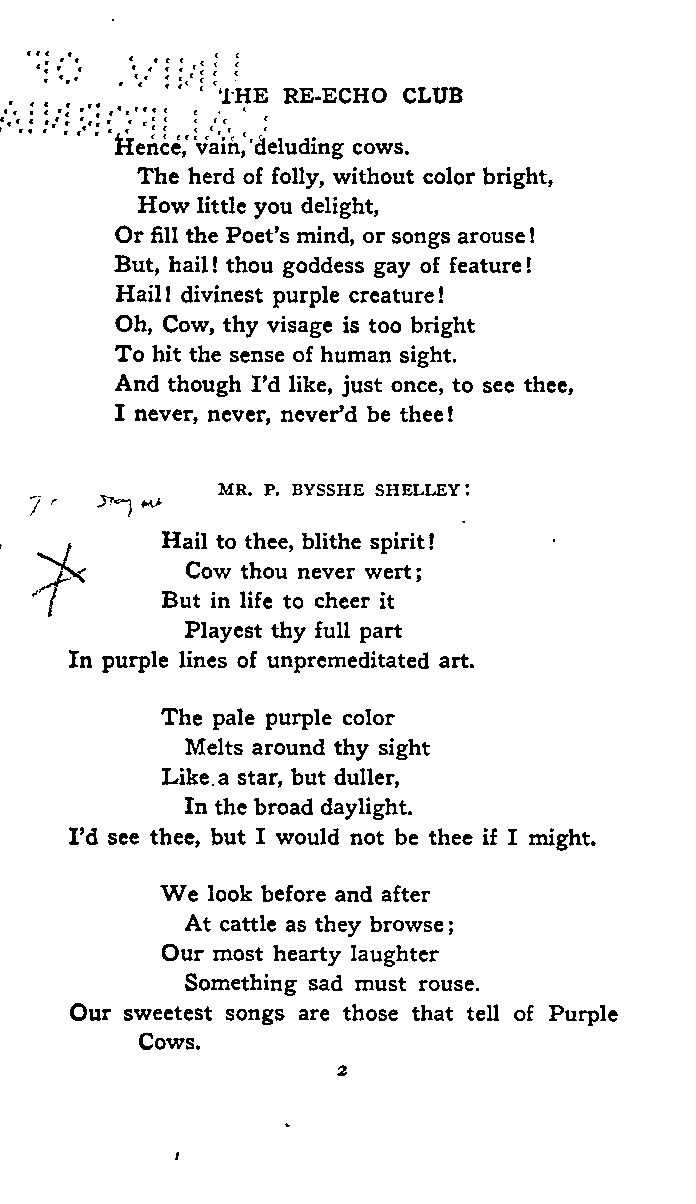 UNIV. OF
CALIFORNIA
THE RE-ECHO CLUB
Hence, vain, deluding cows.
The herd of folly, without color bright,
How little you delight,
Or fill the Poet's mind, or songs arouse!
But, hail! thou goddess gay of feature!
Hail! divinest purple creature!
Oh, Cow, thy visage is too bright
To hit the sense of human sight.
And though I'd like, just once, to see thee,
I never, never, never'd be thee!
MR. P. BYSSHE SHELLEY:
Hail to thee, blithe spirit!
Cow thou never wert;
But in life to cheer it
Playest thy full part
In purple lines of unpremeditated art.
The pale purple color
Melts around thy sight
Like a star, but duller,
In the broad daylight.
I'd see thee, but I would not be thee if I might.
We look before and after
At cattle as they browse;
Our most hearty laughter
Something sad must rouse.
Our sweetest songs are those that tell of Purple
Cows.
2